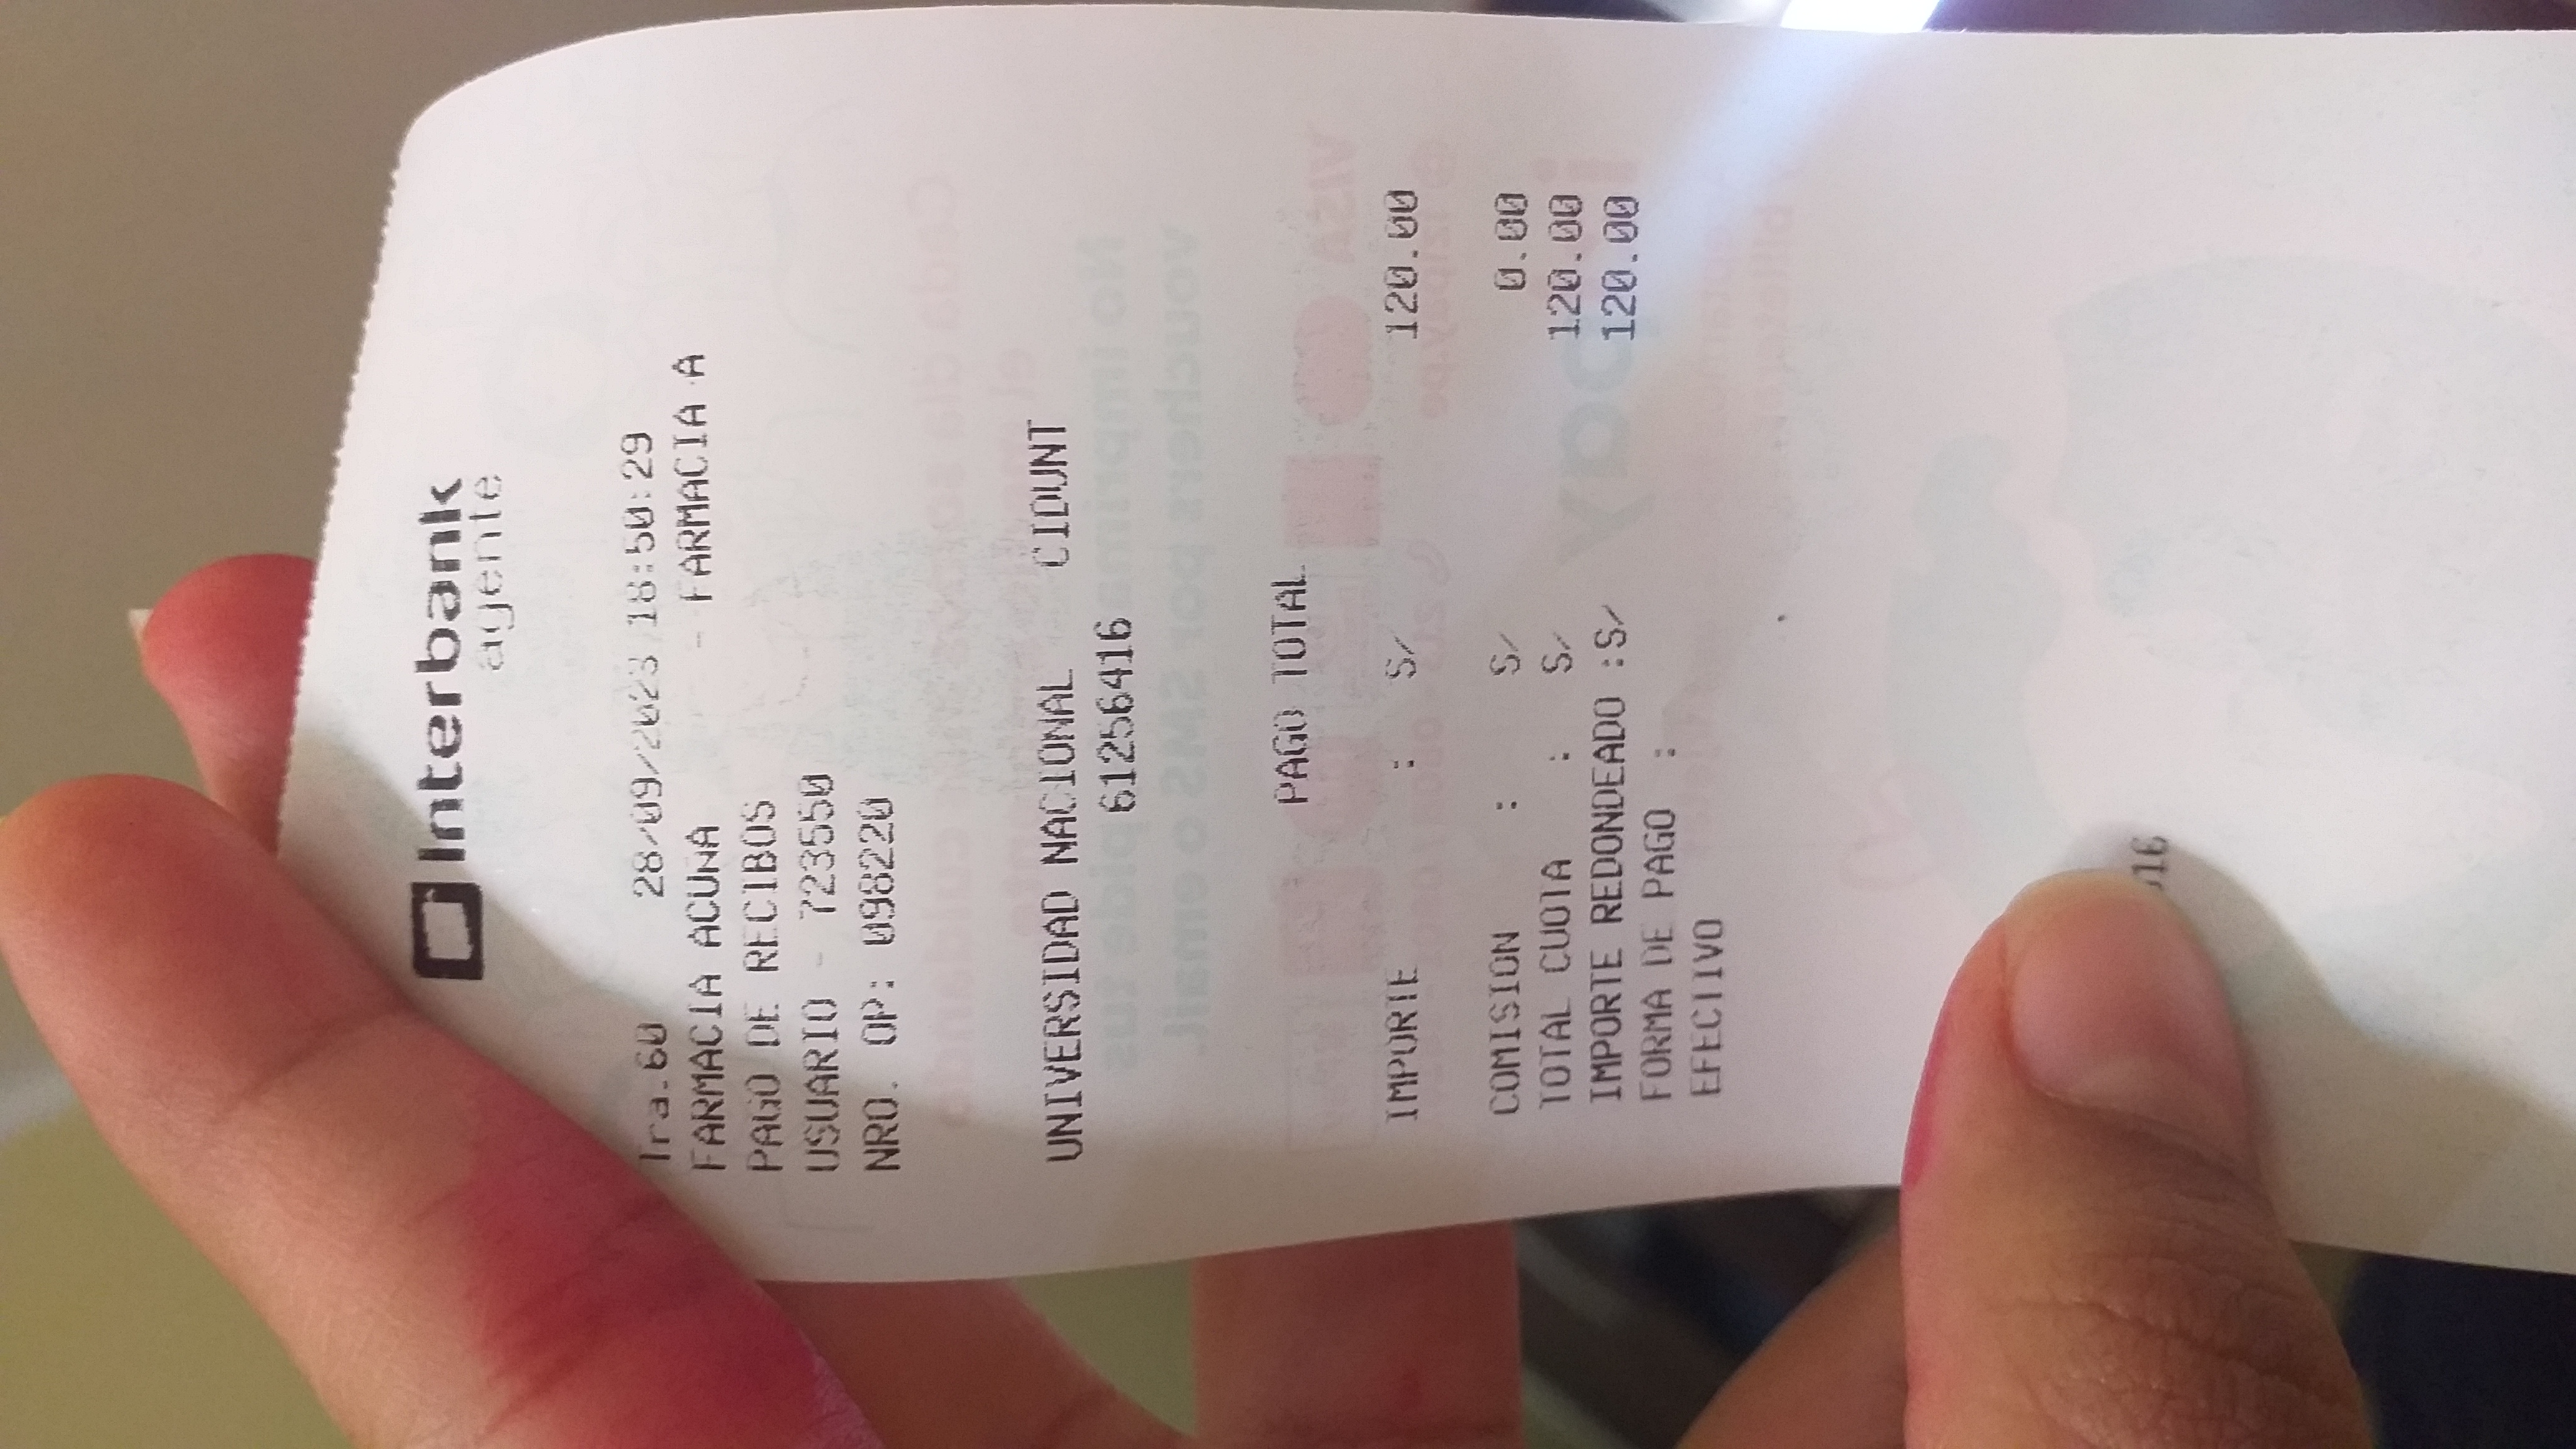 Interbank
agente
Tra.60 28/09/2023 18:50:29
FARMACIA ACUNA - FARMACIA A
PAGO DE RECIBOS
USUARIO - 723550
NRO. OP: 098220
UNIVERSIDAD NACIONAL CIDUNT
61256416
PAGO TOTAL
IMPORTE : S/ 120.00
COMISION : S/ 0.00
TOTAL CUOTA : S/ 120.00
IMPORTE REDONDEADO :S/ 120.00
FORMA DE PAGO :
EFECTIVO